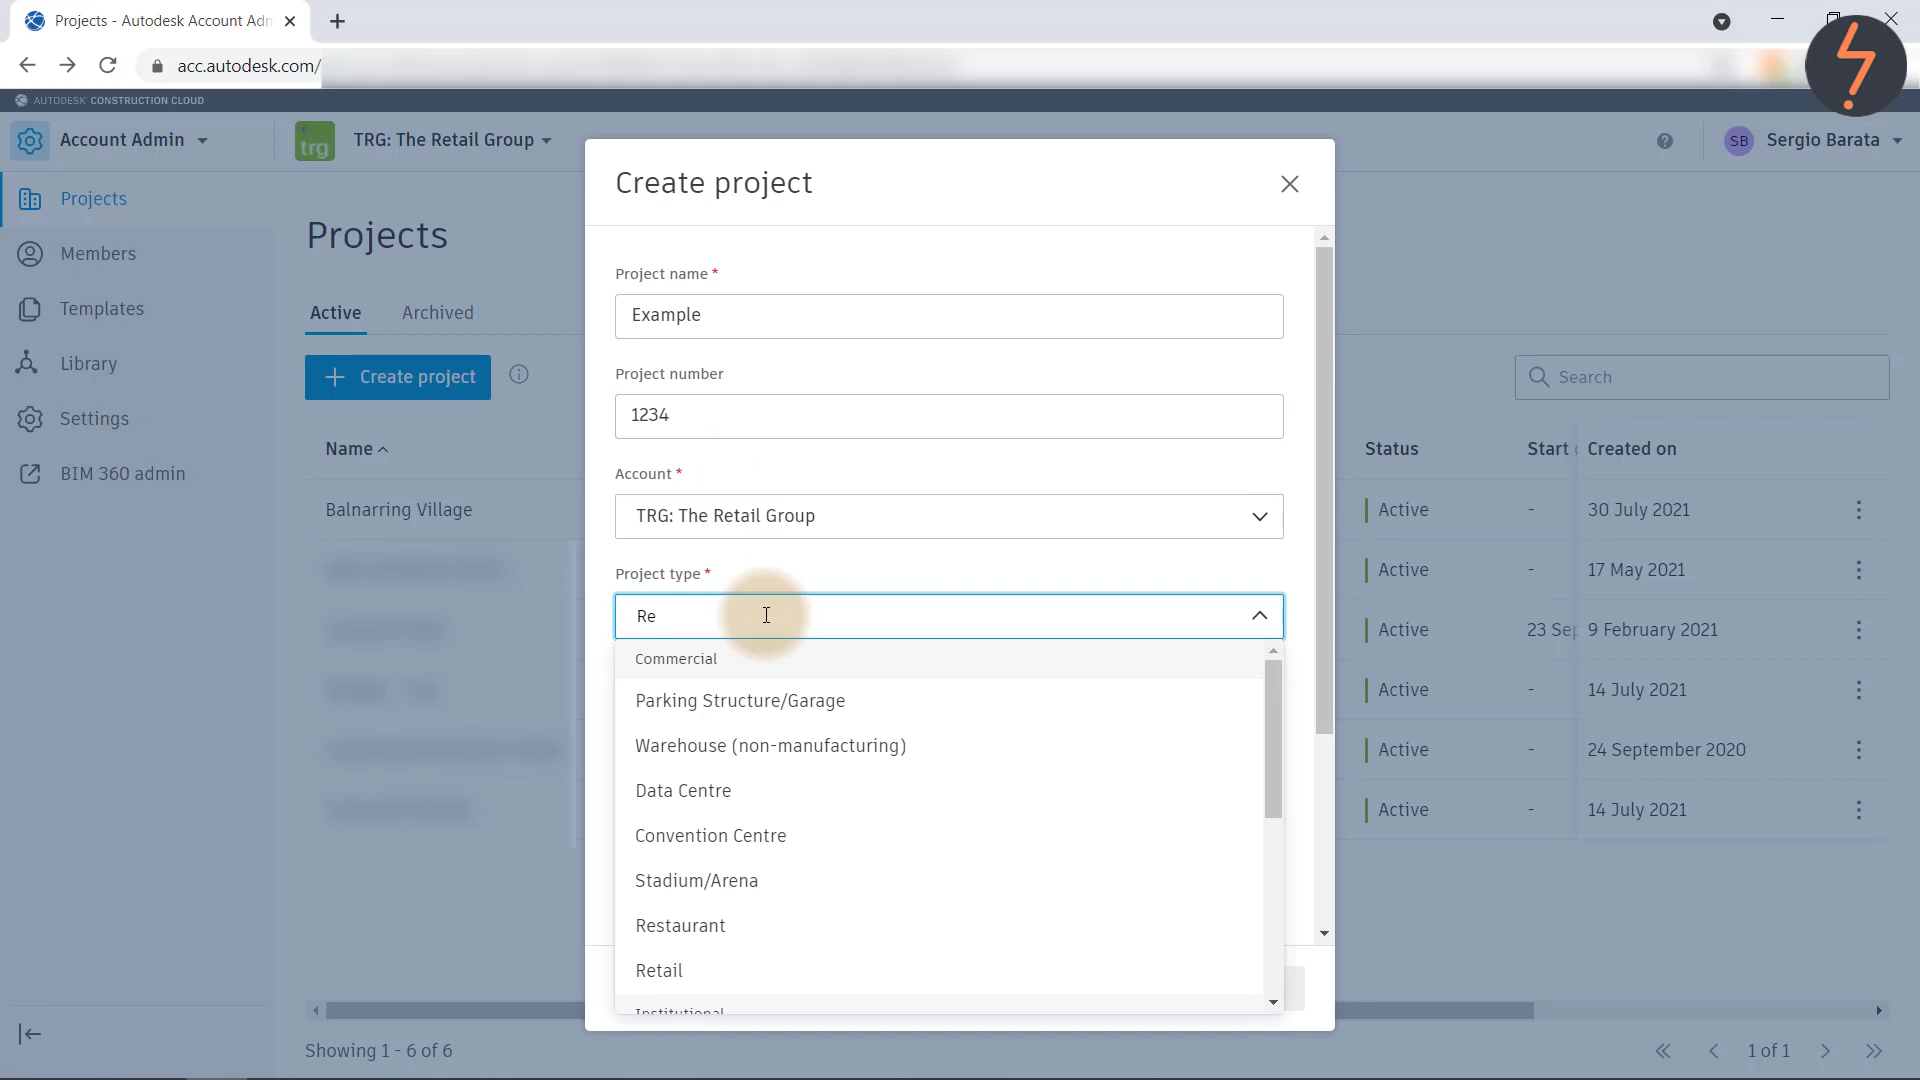 Projects - Autodesk Account Adm
acc.autodesk.com/
AUTODESK CONSTRUCTION CLOUD
Account Admin
trg
TRG: The Retail Group
SB
Sergio Barata
Projects
Members
Templates
Library
Settings
BIM 360 admin
Projects
Active
Archived
Create project
Search
Name
Status
Start
Created on
Balnarring Village
Active
-
30 July 2021
Active
-
17 May 2021
Active
23 Sep
9 February 2021
Active
-
14 July 2021
Active
-
24 September 2020
Active
-
14 July 2021
Showing 1 - 6 of 6
1 of 1
Create project
Project name *
Example
Project number
1234
Account *
TRG: The Retail Group
Project type *
Re
Commercial
Parking Structure/Garage
Warehouse (non-manufacturing)
Data Centre
Convention Centre
Stadium/Arena
Restaurant
Retail
Institutional